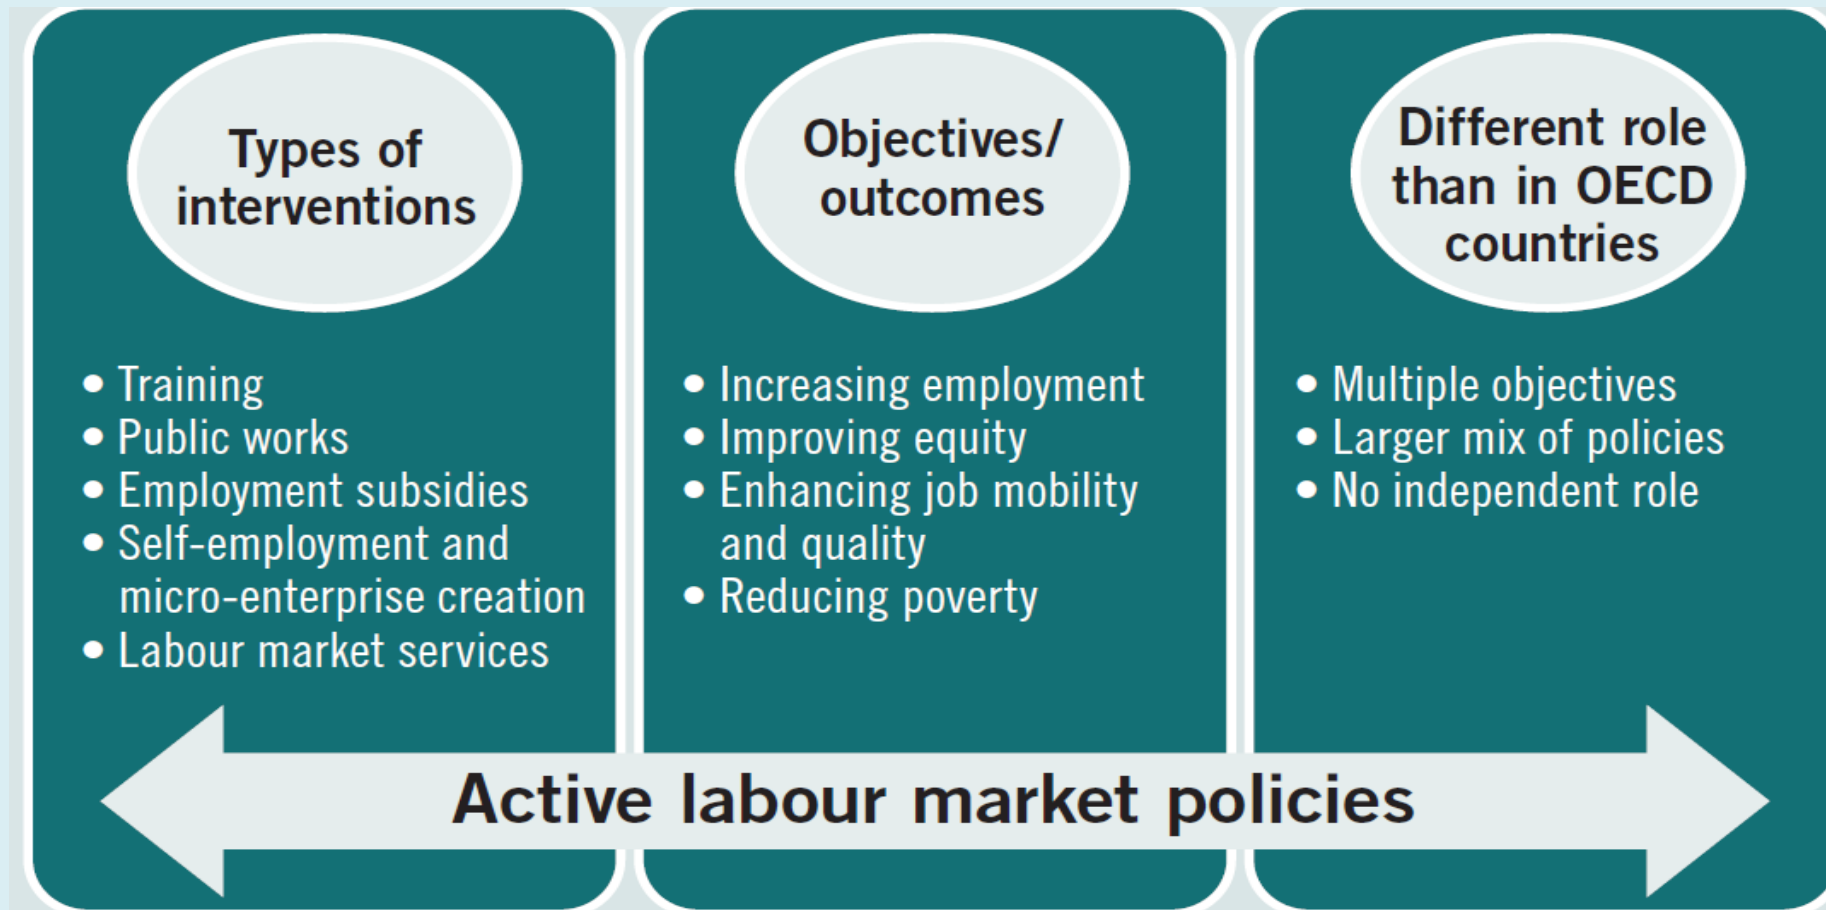 Types of
interventions
• Training
• Public works
• Employment subsidies
• Self-employment and
micro-enterprise creation
• Labour market services
Objectives/
outcomes
• Increasing employment
• Improving equity
• Enhancing job mobility
and quality
• Reducing poverty
Different role
than in OECD
countries
• Multiple objectives
• Larger mix of policies
• No independent role
Active labour market policies